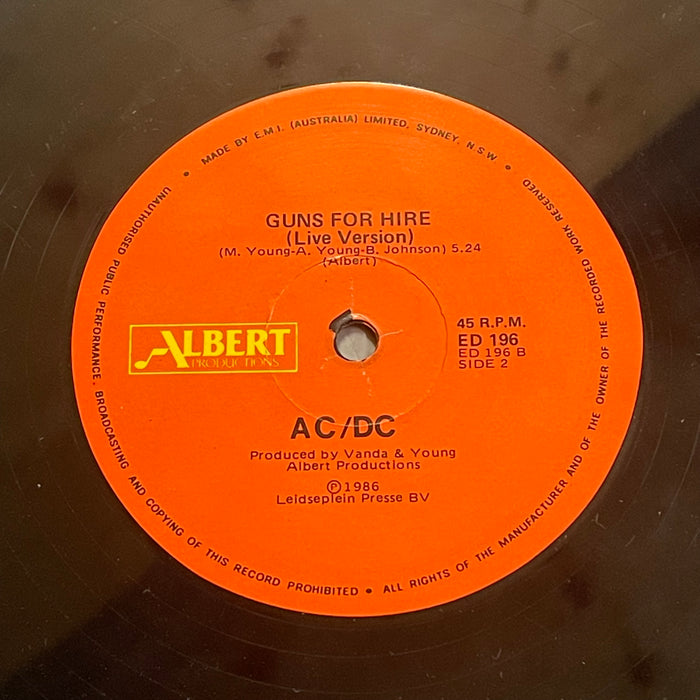 MADE BY E.M.I. (AUSTRALIA) LIMITED, SYDNEY, N.S.W
GUNS FOR HIRE
(Live Version)
(M. Young-A. Young-B. Johnson) 5.24
(Albert)
ALBERT
PRODUCTIONS
45 R.P.M.
ED 196
ED 196 B
SIDE 2
AC/DC
Produced by Vanda & Young
Albert Productions
Ⓟ1986
Leidseplein Presse BV
UNAUTHORISED PUBLIC PERFORMANCE, BROADCASTING AND COPYING OF THIS RECORD PROHIBITED • ALL RIGHTS OF THE MANUFACTURER AND OF THE OWNER OF THE RECORDED WORK RESERVED